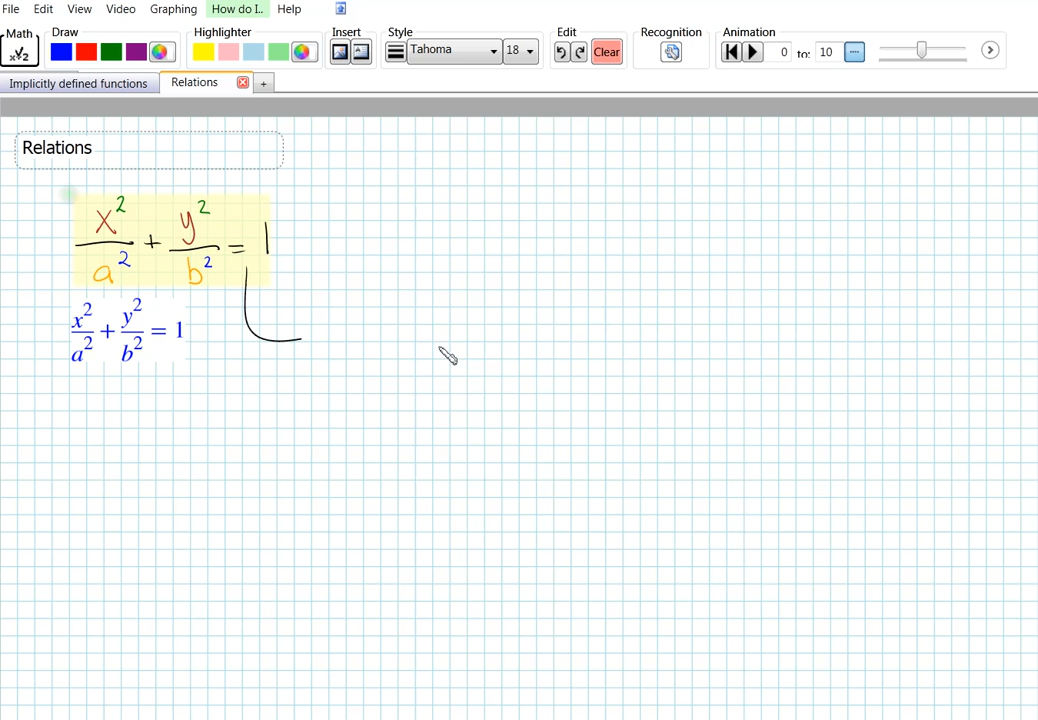 File Edit View Video Graphing How do I.. Help
Math Draw Highlighter Insert Style Edit Recognition Animation
√ x÷2 Tahoma 18 Clear 0 to: 10 ....
Implicitly defined functions Relations +
Relations
x²/a² + y²/b² = 1
x²/a² + y²/b² = 1